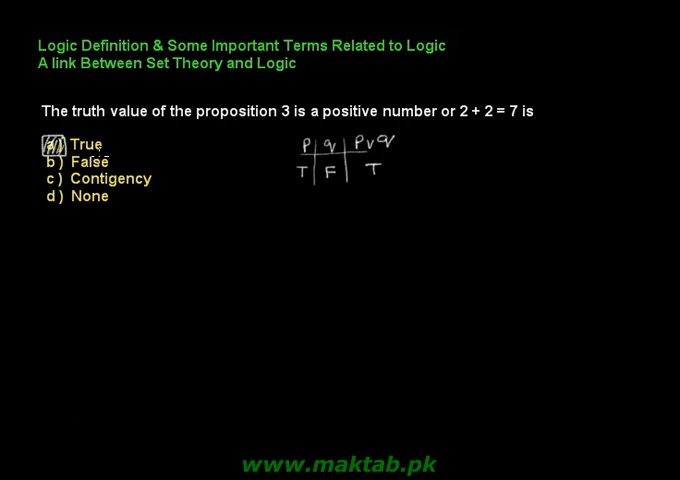 Logic Definition & Some Important Terms Related to Logic
A link Between Set Theory and Logic
The truth value of the proposition 3 is a positive number or 2 + 2 = 7 is
a ) True
b ) False
c ) Contigency
d ) None
P q P v q
T F T
www.maktab.pk